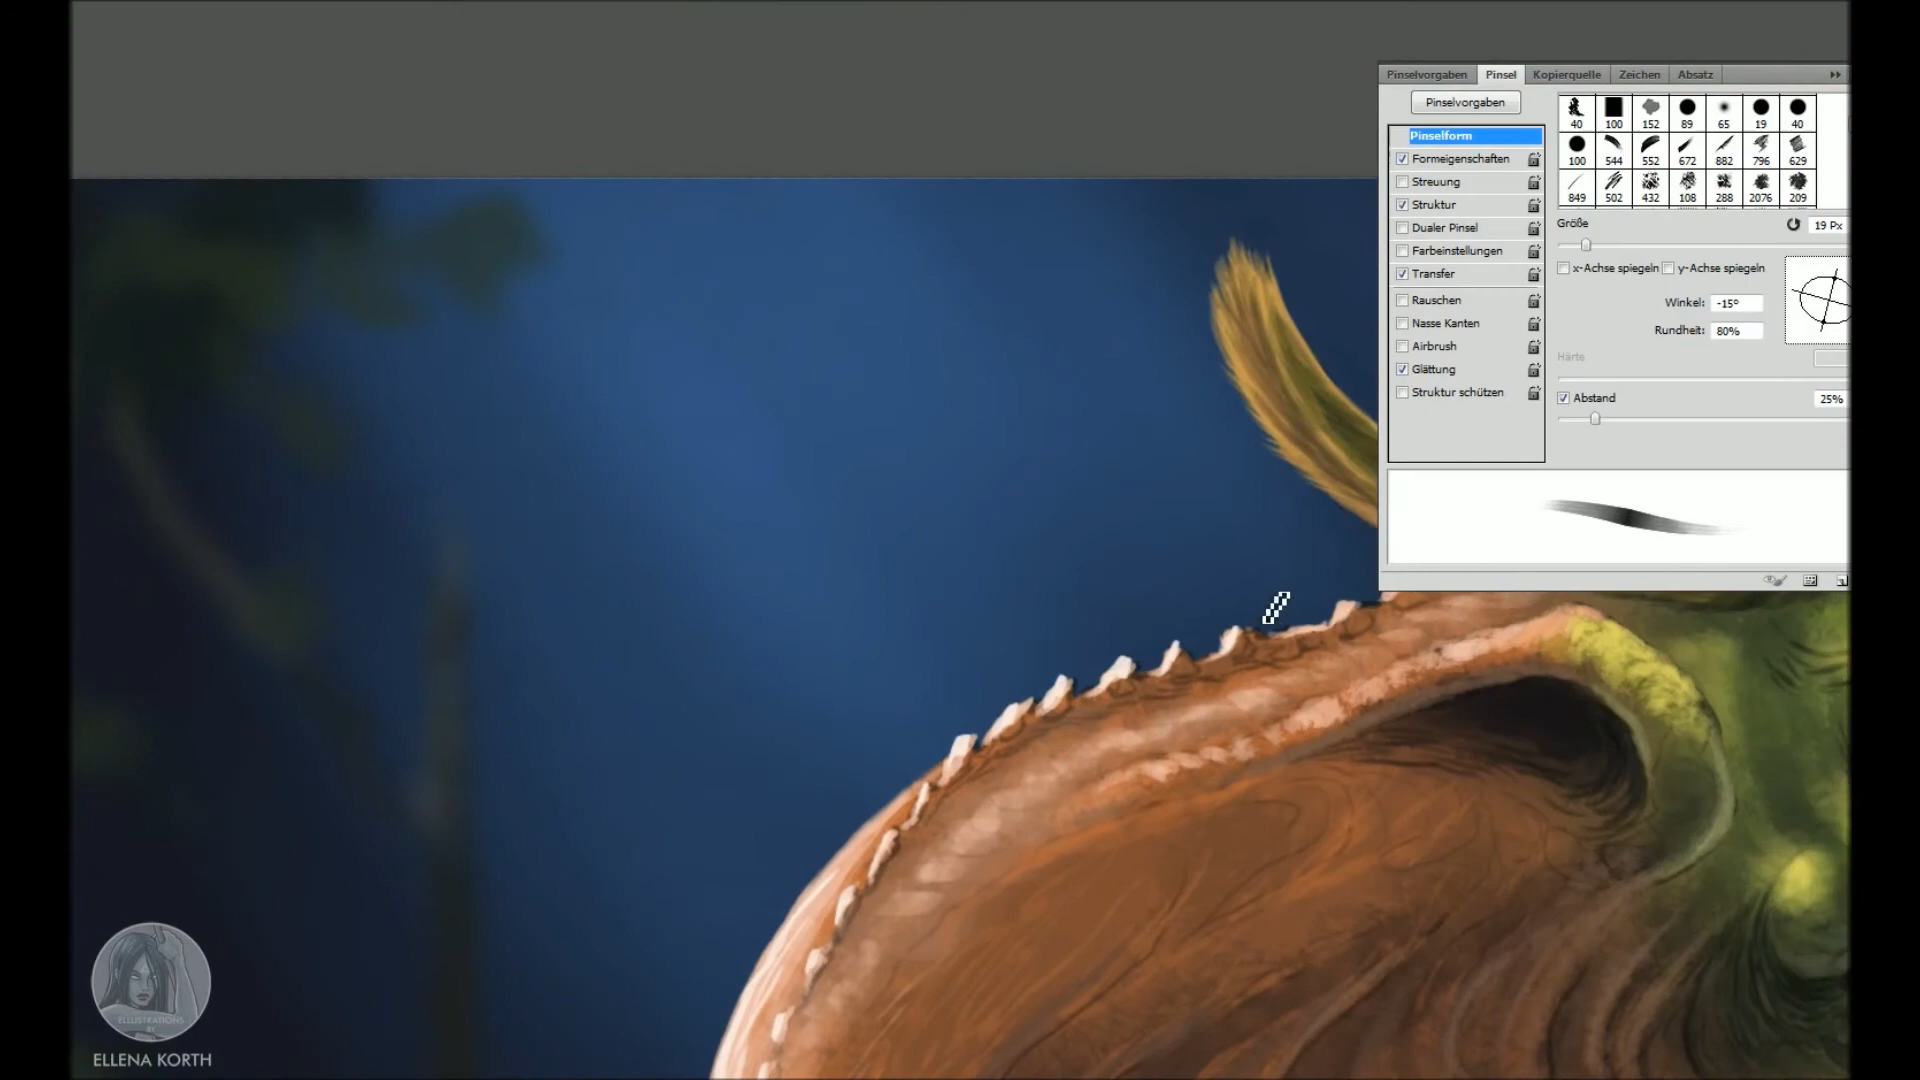 Pinselvorgaben Pinsel Kopierquelle Zeichen Absatz
Pinselvorgaben
Pinselform
Formeigenschaften
Streuung
Struktur
Dualer Pinsel
Farbeinstellungen
Transfer
Rauschen
Nasse Kanten
Airbrush
Glättung
Struktur schützen
40 100 152 89 65 19 40
100 544 552 672 882 796 629
849 502 432 108 288 2076 209
Größe 19 Px
x-Achse spiegeln y-Achse spiegeln
Winkel: -15°
Rundheit: 80%
Härte
Abstand 25%
ELLUSTRATIONS
BY
ELLENA KORTH